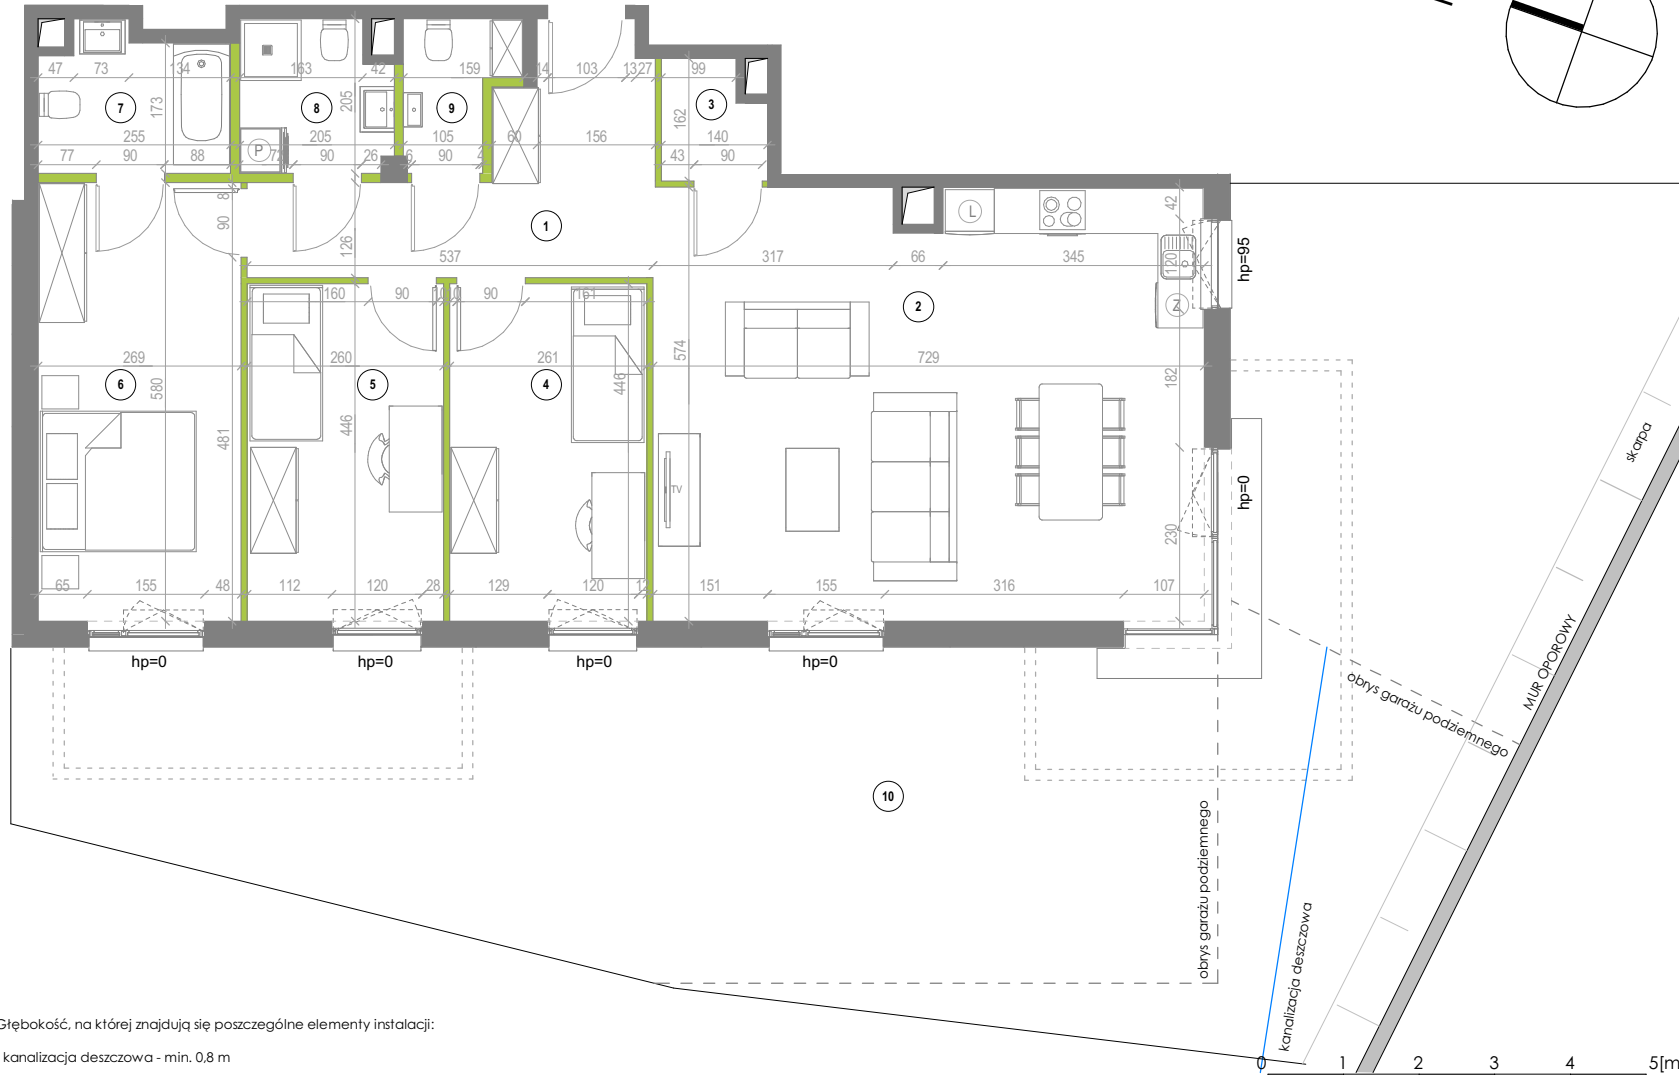 47 73 134 163 42 159 14 103 13 27 99
7 173 8 205 9 162 3
255 P 205 105 60 156 140
77 90 88 72 90 26 6 90 43 90
8
90
126
1
537 317 66 345
42
120
L
hp=95
Z
160 90 90 161
2
269 260 261 574 729
6 580 5 4 446 182
446
481
TV
hp=0
230
65 155 48 112 120 28 129 120 12 151 155 316 107
hp=0 hp=0 hp=0 hp=0
skarpa
MUR OPOROWY
obrys garażu podziemnego
10
obrys garażu podziemnego
kanalizacja deszczowa
Głębokość, na której znajdują się poszczególne elementy instalacji:
kanalizacja deszczowa - min. 0,8 m
0 1 2 3 4 5[m